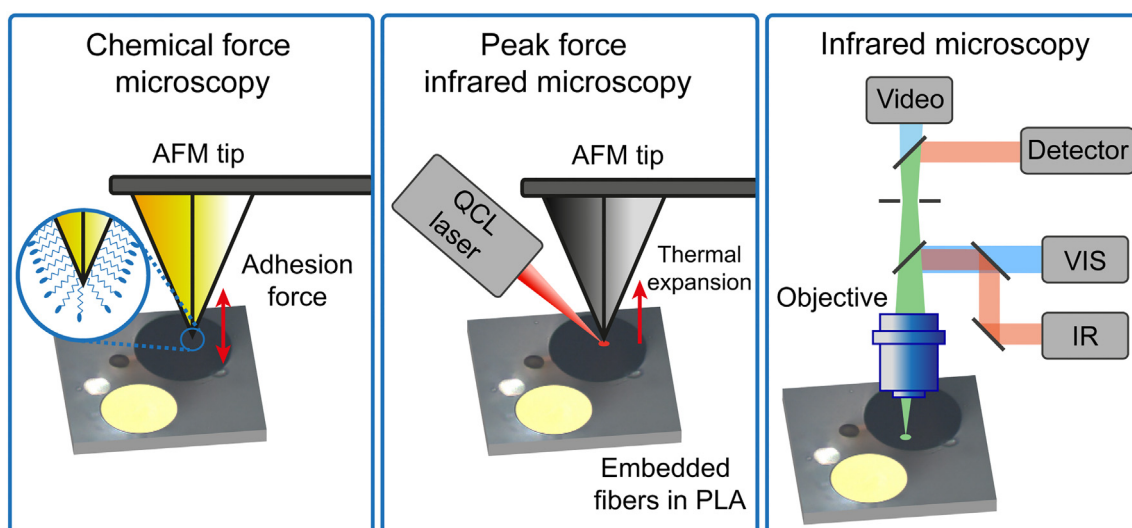 Chemical force
microscopy
AFM tip
Adhesion
force
Peak force
infrared microscopy
AFM tip
QCL
laser
Thermal
expansion
Embedded
fibers in PLA
Infrared microscopy
Video
Detector
VIS
Objective
IR